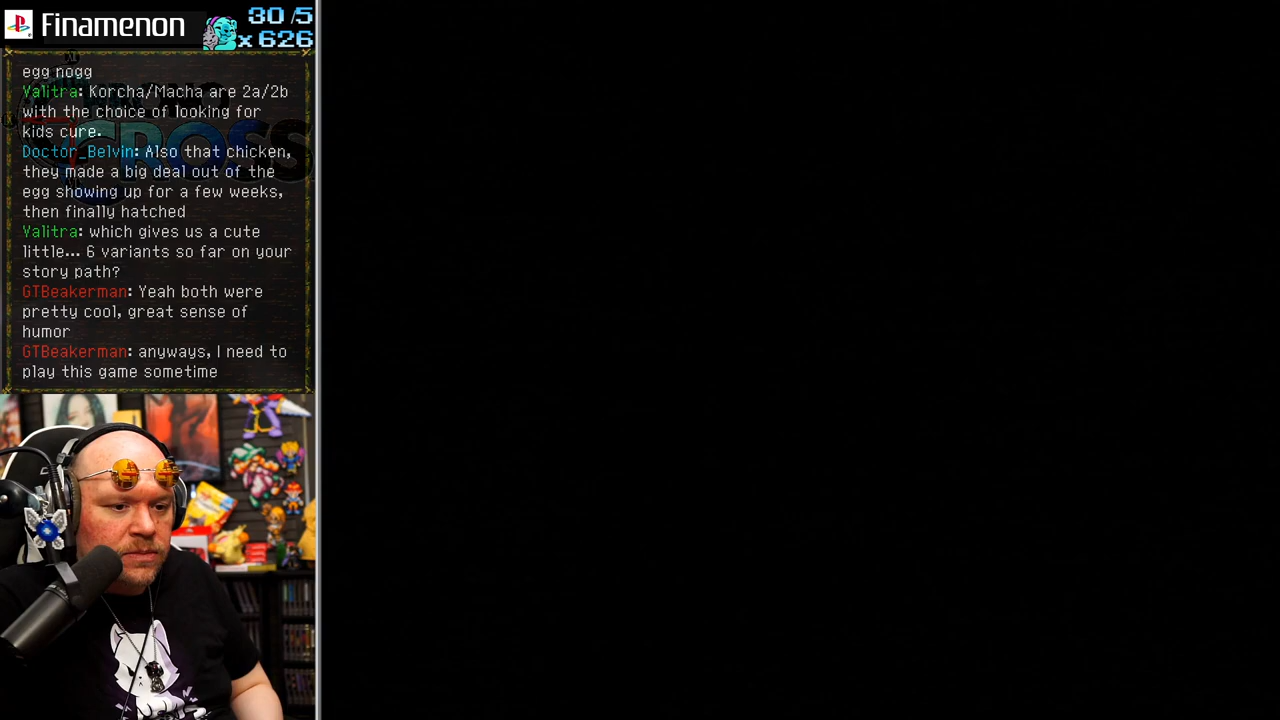 Finamenon
30/5
x626
egg nogg
Valitra: Korcha/Macha are 2a/2b
with the choice of looking for
kids cure.
Doctor_Belvin: Also that chicken,
they made a big deal out of the
egg showing up for a few weeks,
then finally hatched
Valitra: which gives us a cute
little... 6 variants so far on your
story path?
GTBeakerman: Yeah both were
pretty cool, great sense of
humor
GTBeakerman: anyways, I need to
play this game sometime
CROSS